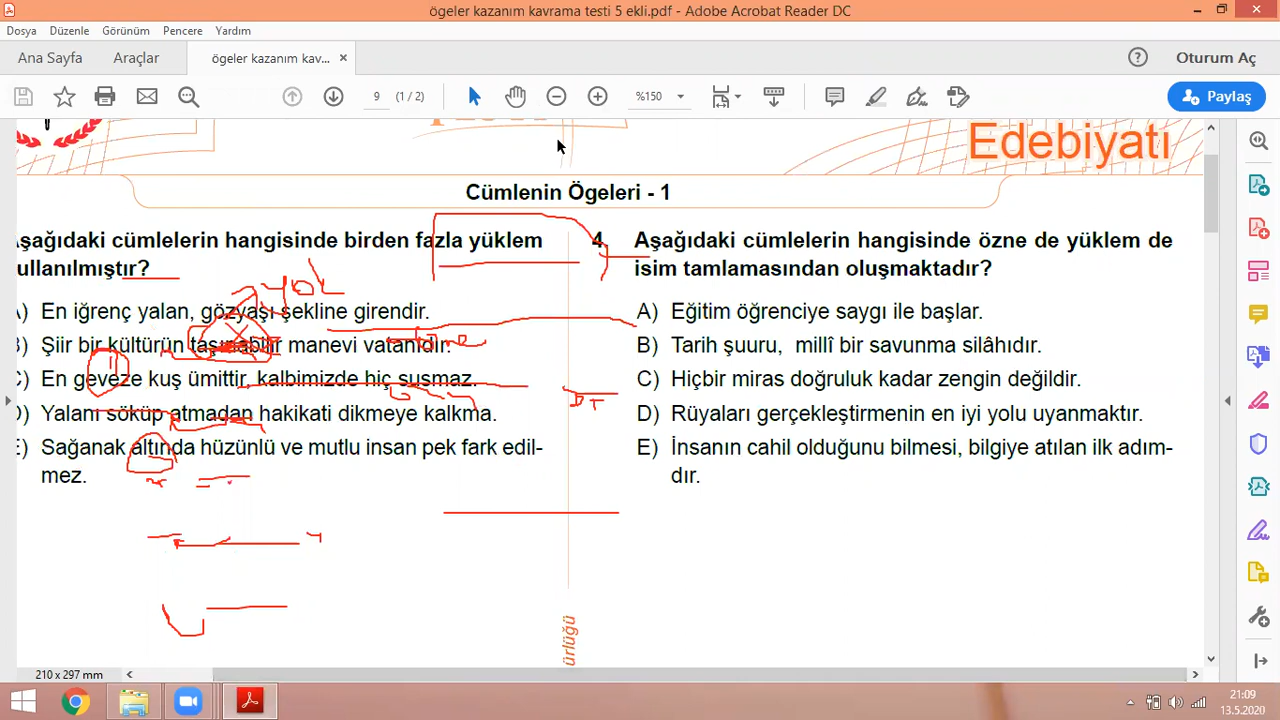 ögeler kazanım kavrama testi 5 ekli.pdf - Adobe Acrobat Reader DC
Dosya Düzenle Görünüm Pencere Yardım
Ana Sayfa Araçlar ögeler kazanım kav... × Oturum Aç
9 (1 / 2) %150 Paylaş
Edebiyatı
Cümlenin Ögeleri - 1
Aşağıdaki cümlelerin hangisinde birden fazla yüklem
ullanılmıştır?
yok
A) En iğrenç yalan, gözyaşı şekline girendir.
B) Şiir bir kültürün taşınabilir manevi vatanıdır.
C) En geveze kuş ümittir, kalbimizde hiç susmaz.
D) Yalanı söküp atmadan hakikati dikmeye kalkma.
E) Sağanak altında hüzünlü ve mutlu insan pek fark edil-
mez.
4 Aşağıdaki cümlelerin hangisinde özne de yüklem de
isim tamlamasından oluşmaktadır?
A) Eğitim öğrenciye saygı ile başlar.
B) Tarih şuuru, millî bir savunma silâhıdır.
C) Hiçbir miras doğruluk kadar zengin değildir.
D) Rüyaları gerçekleştirmenin en iyi yolu uyanmaktır.
E) İnsanın cahil olduğunu bilmesi, bilgiye atılan ilk adım-
dır.
DT
ürlüğü
210 x 297 mm
21:09
13.5.2020